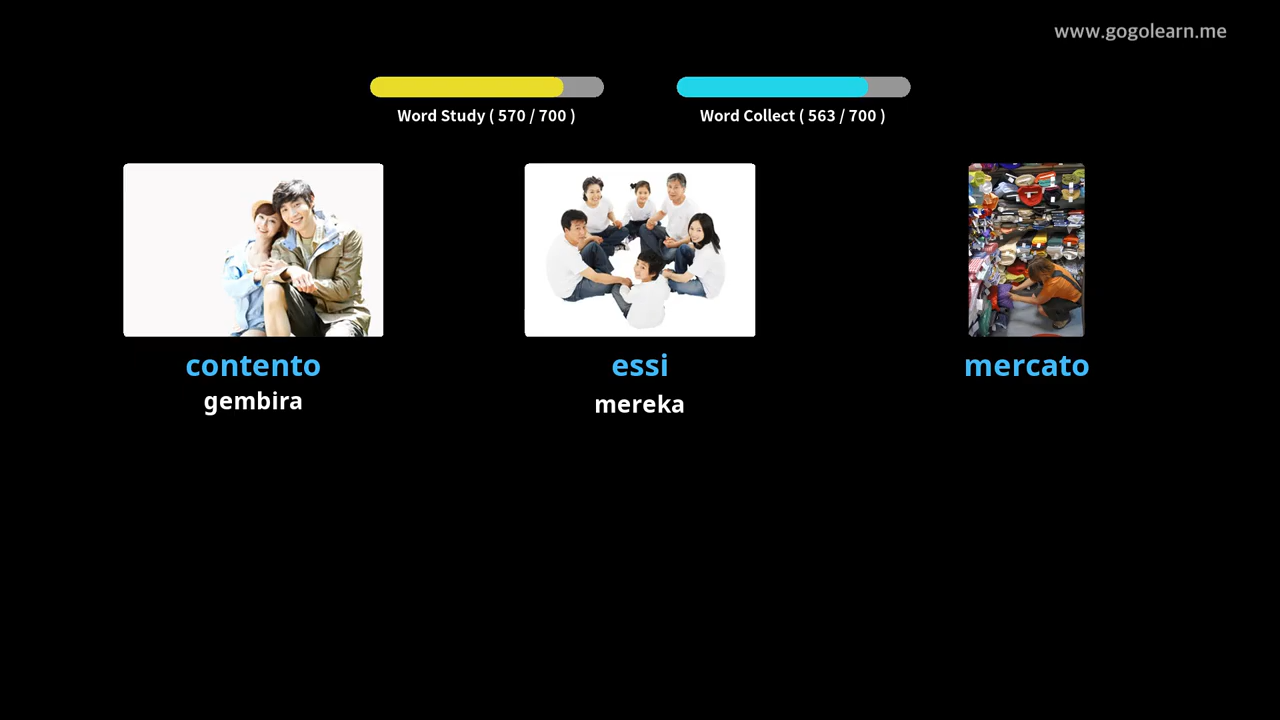 www.gogolearn.me
Word Study ( 570 / 700 )
Word Collect ( 563 / 700 )
contento
gembira
essi
mereka
mercato